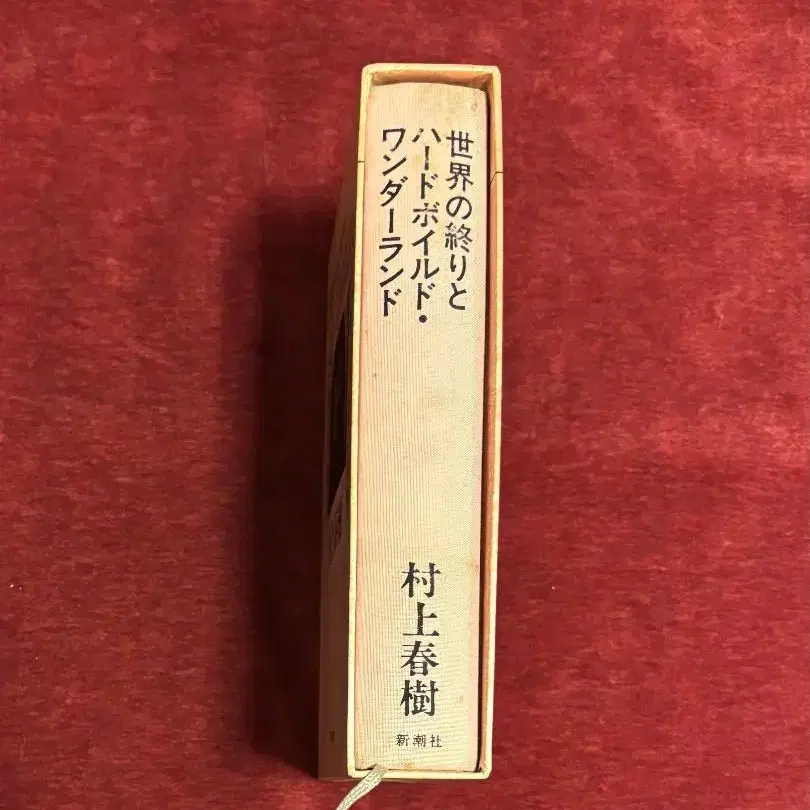 世界の終りと
ハードボイルド・
ワンダーランド
村上春樹
新潮社